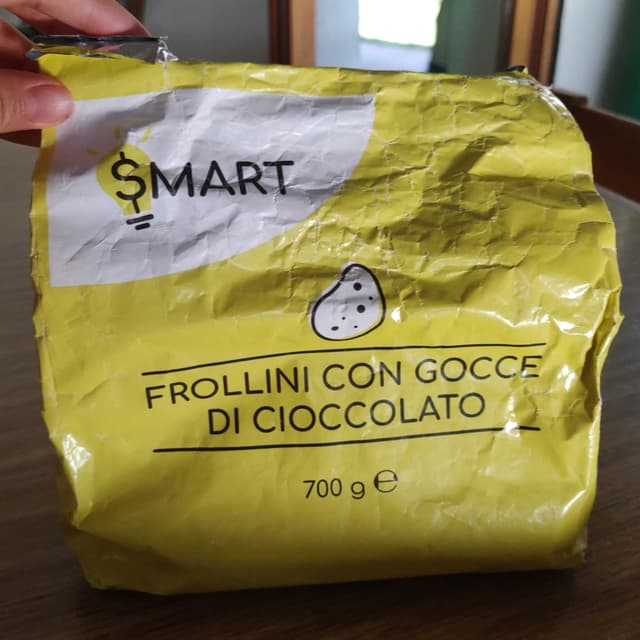 $MART
FROLLINI CON GOCCE
DI CIOCCOLATO
700 g ℮